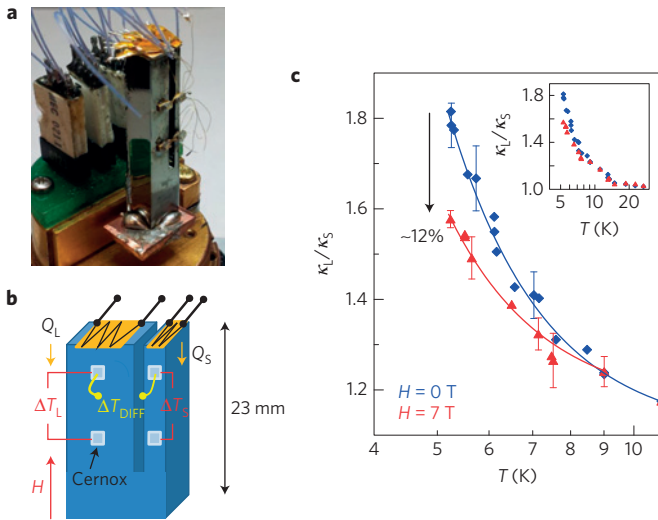 a
b
Q_L
Q_S
ΔT_L
ΔT_DIFF
ΔT_S
Cernox
H
23 mm
c
κ_L/κ_S
1.8
1.6
1.4
1.2
~12%
H = 0 T
H = 7 T
4
5
6
7
8
9
10
T (K)
κ_L/κ_S
1.8
1.4
1.0
5
10
20
T (K)